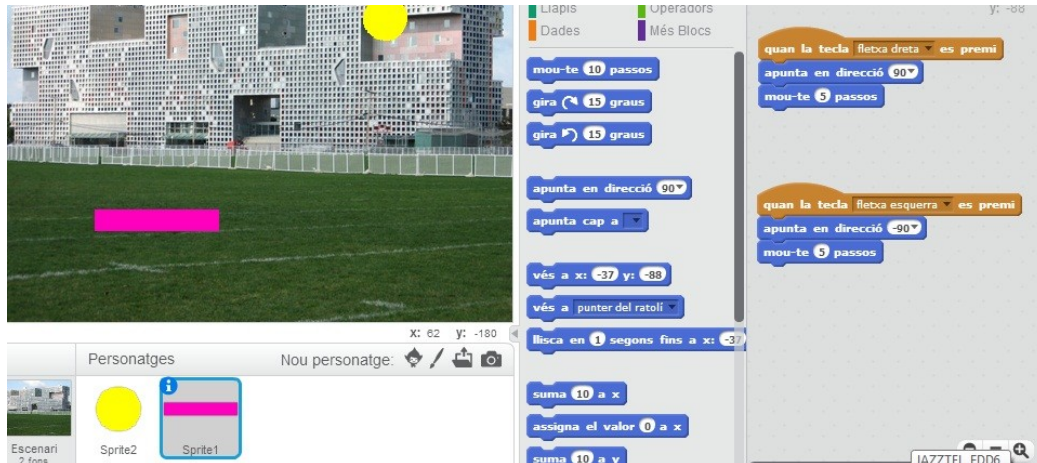 Llapis
Operadors
Dades
Més Blocs
mou-te 10 passos
gira 15 graus
gira 15 graus
apunta en direcció 90
apunta cap a
vés a x: -37 y: -88
vés a punter del ratolí
llisca en 1 segons fins a x: -37
suma 10 a x
assigna el valor 0 a x
suma 10 a y
y: -88
quan la tecla fletxa dreta es premi
apunta en direcció 90
mou-te 5 passos
quan la tecla fletxa esquerra es premi
apunta en direcció -90
mou-te 5 passos
X: 62 y: -180
Personatges
Nou personatge:
Escenari
2 fons
Sprite2
Sprite1
JAZZTEL_FDD6